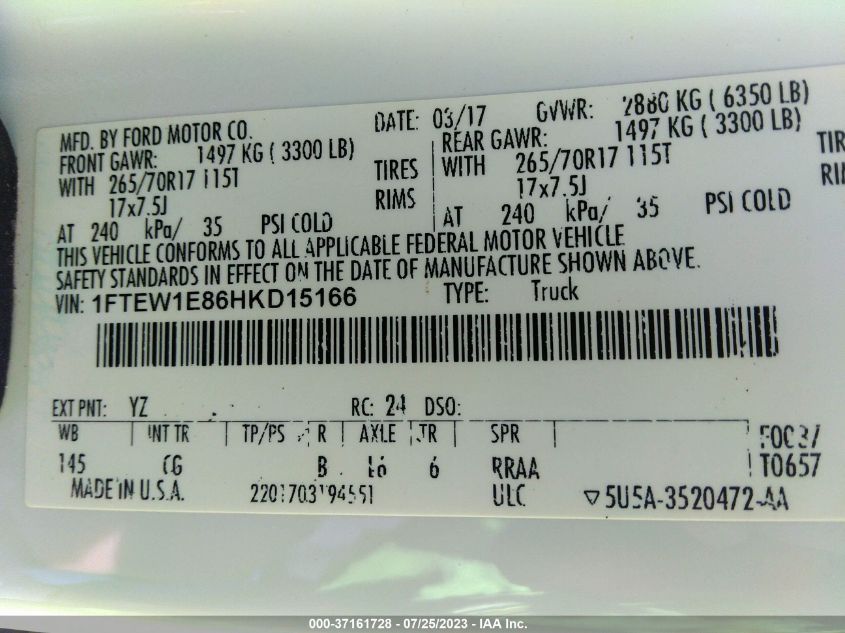 MFD. BY FORD MOTOR CO. DATE: 03/17 GVWR: 2880 KG ( 6350 LB)
FRONT GAWR: 1497 KG ( 3300 LB) REAR GAWR: 1497 KG ( 3300 LB)
WITH 265/70R17 115T TIRES WITH 265/70R17 115T TIR
17x7.5J RIMS 17x7.5J RI
AT 240 kPa/ 35 PSI COLD AT 240 kPa/ 35 PSI COLD
THIS VEHICLE CONFORMS TO ALL APPLICABLE FEDERAL MOTOR VEHICLE
SAFETY STANDARDS IN EFFECT ON THE DATE OF MANUFACTURE SHOWN ABOVE.
VIN: 1FTEW1E86HKD15166 TYPE: Truck
EXT PNT: YZ RC: 24 DSO:
WB INT TR TP/PS R AXLE TR SPR
145 CG B 6 RRAA T0657
MADE IN U.S.A. ULC ▽5U5A-3520472-AA
000-37161728 - 07/25/2023 - IAA Inc.